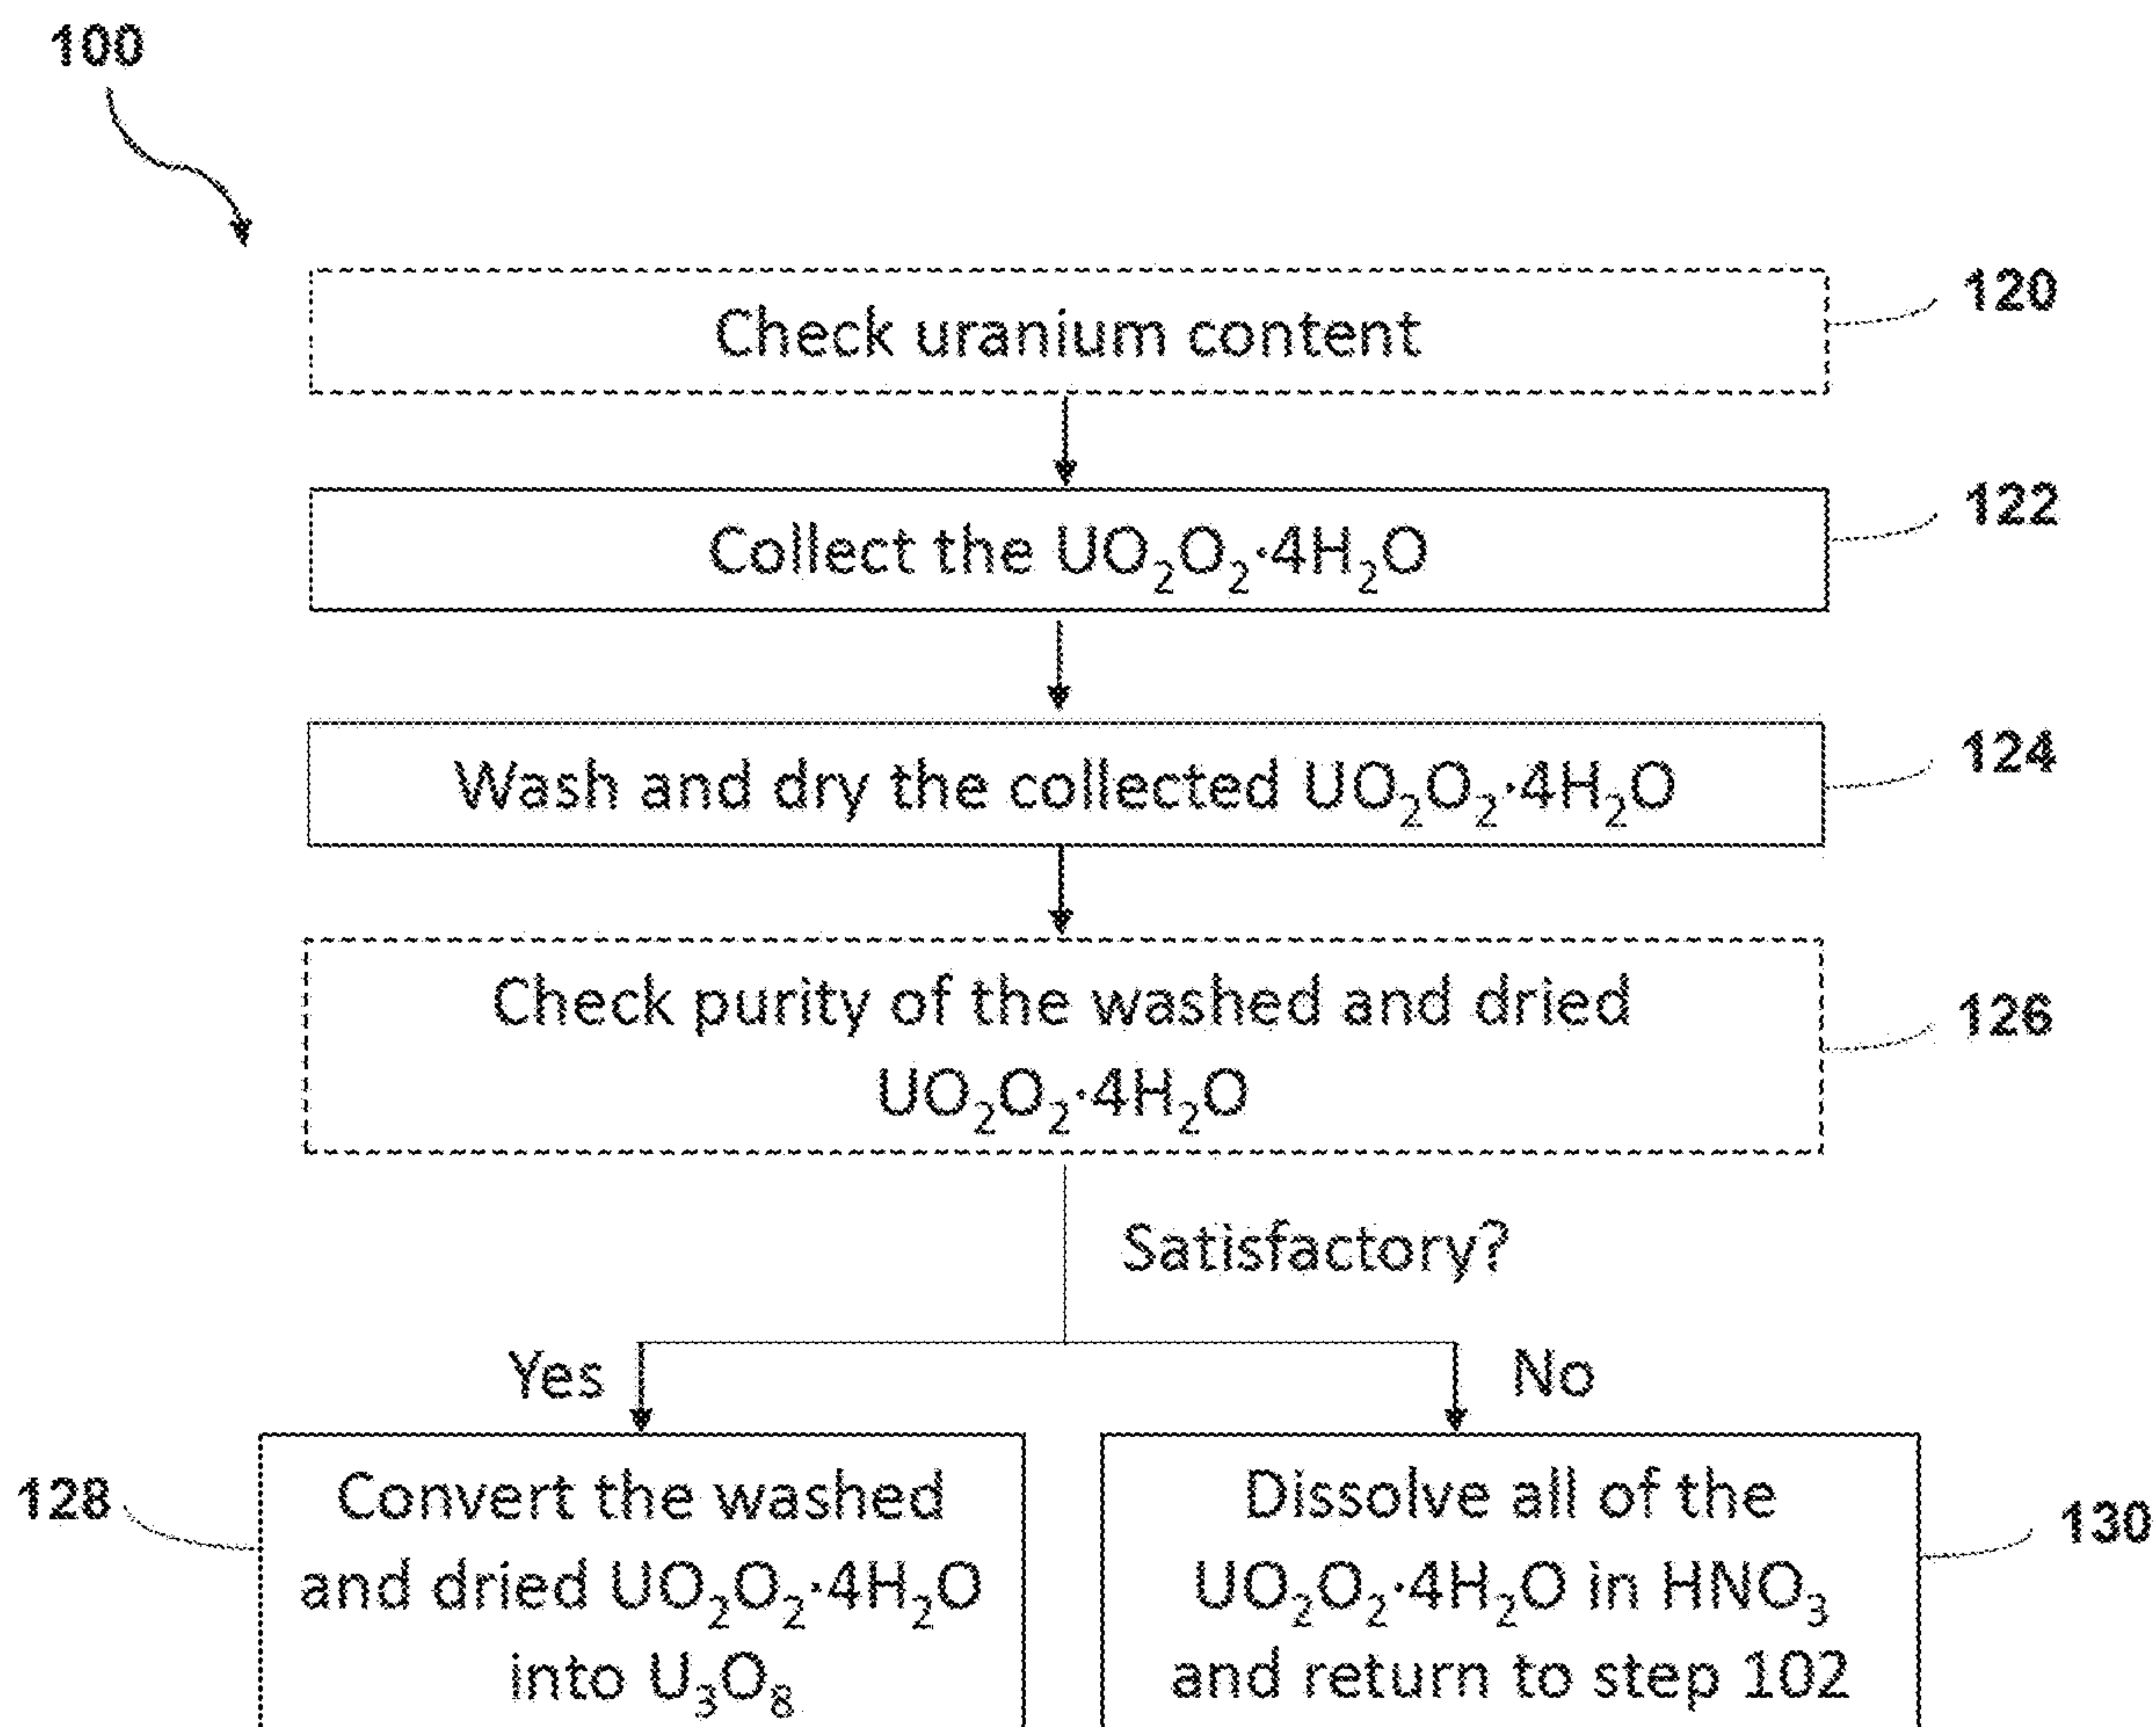 100
Check uranium content
120
Collect the UO₂O₂·4H₂O
122
Wash and dry the collected UO₂O₂·4H₂O
124
Check purity of the washed and dried
UO₂O₂·4H₂O
126
Satisfactory?
Yes
No
128
Convert the washed
and dried UO₂O₂·4H₂O
into U₃O₈
Dissolve all of the
UO₂O₂·4H₂O in HNO₃
and return to step 102
130